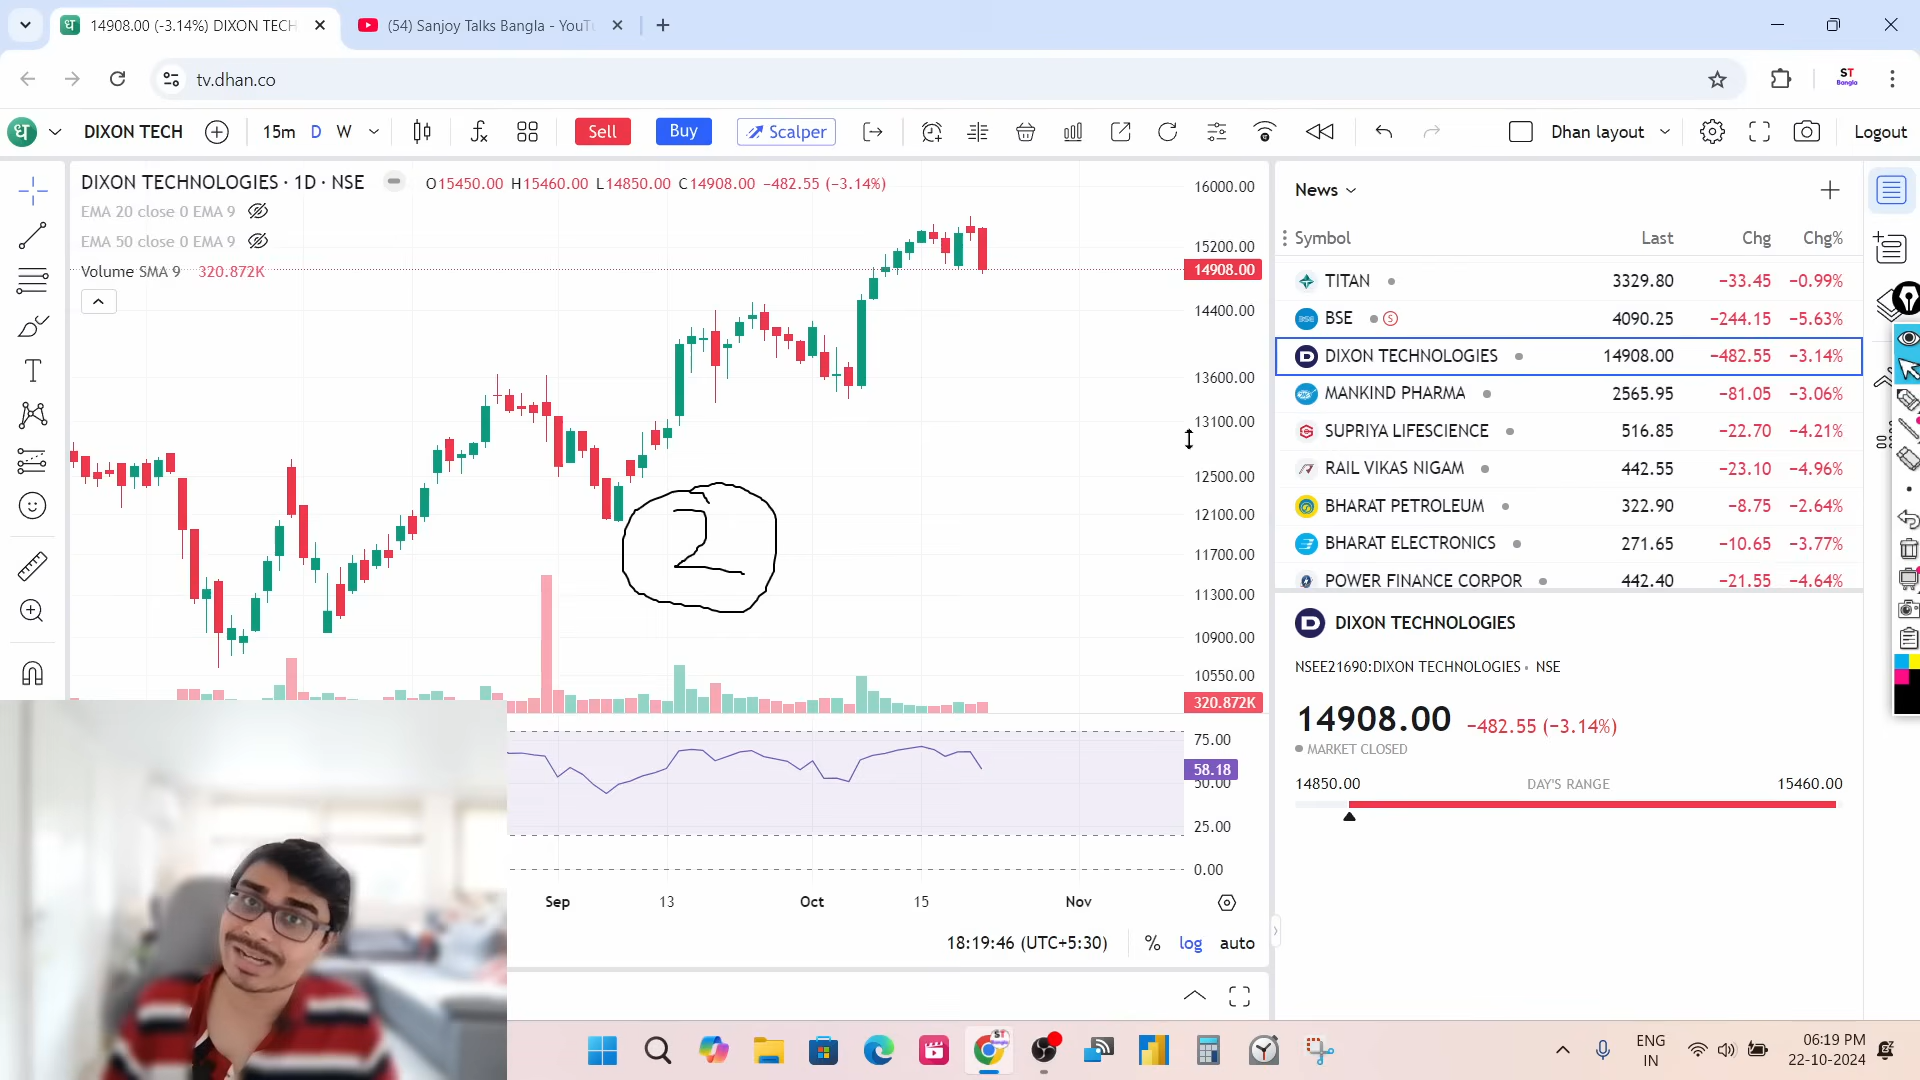 14908.00 (-3.14%) DIXON TECH
(54) Sanjoy Talks Bangla - YouTu
tv.dhan.co
ST
Bangla
DIXON TECH
15m D W
Sell
Buy
Scalper
Dhan layout
Logout
DIXON TECHNOLOGIES · 1D · NSE
O15450.00 H15460.00 L14850.00 C14908.00 −482.55 (−3.14%)
EMA 20 close 0 EMA 9
EMA 50 close 0 EMA 9
Volume SMA 9 320.872K
16000.00
15200.00
14908.00
14400.00
13600.00
13100.00
12500.00
12100.00
11700.00
11300.00
10900.00
10550.00
320.872K
2
75.00
58.18
50.00
25.00
0.00
Sep 13 Oct 15 Nov
18:19:46 (UTC+5:30) % log auto
News
Symbol Last Chg Chg%
TITAN 3329.80 −33.45 −0.99%
BSE S 4090.25 −244.15 −5.63%
DIXON TECHNOLOGIES 14908.00 −482.55 −3.14%
MANKIND PHARMA 2565.95 −81.05 −3.06%
SUPRIYA LIFESCIENCE 516.85 −22.70 −4.21%
RAIL VIKAS NIGAM 442.55 −23.10 −4.96%
BHARAT PETROLEUM 322.90 −8.75 −2.64%
BHARAT ELECTRONICS 271.65 −10.65 −3.77%
POWER FINANCE CORPOR 442.40 −21.55 −4.64%
DIXON TECHNOLOGIES
NSEE21690:DIXON TECHNOLOGIES · NSE
14908.00 −482.55 (−3.14%)
MARKET CLOSED
14850.00 DAY'S RANGE 15460.00
ENG
IN
06:19 PM
22-10-2024